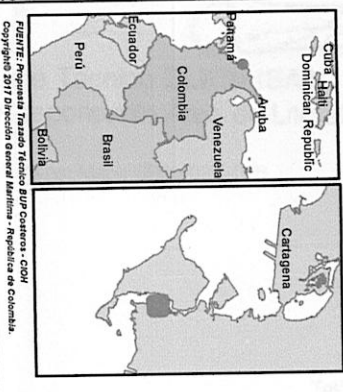 Cuba
Haití
Dominican Republic
Aruba
Panamá
Venezuela
Colombia
Ecuador
Perú
Brasil
Bolivia
Cartagena
FUENTE: Propuesta Trazado Técnico BUP Costeros - CIOH
Copyright© 2017 Dirección General Marítima - República de Colombia.